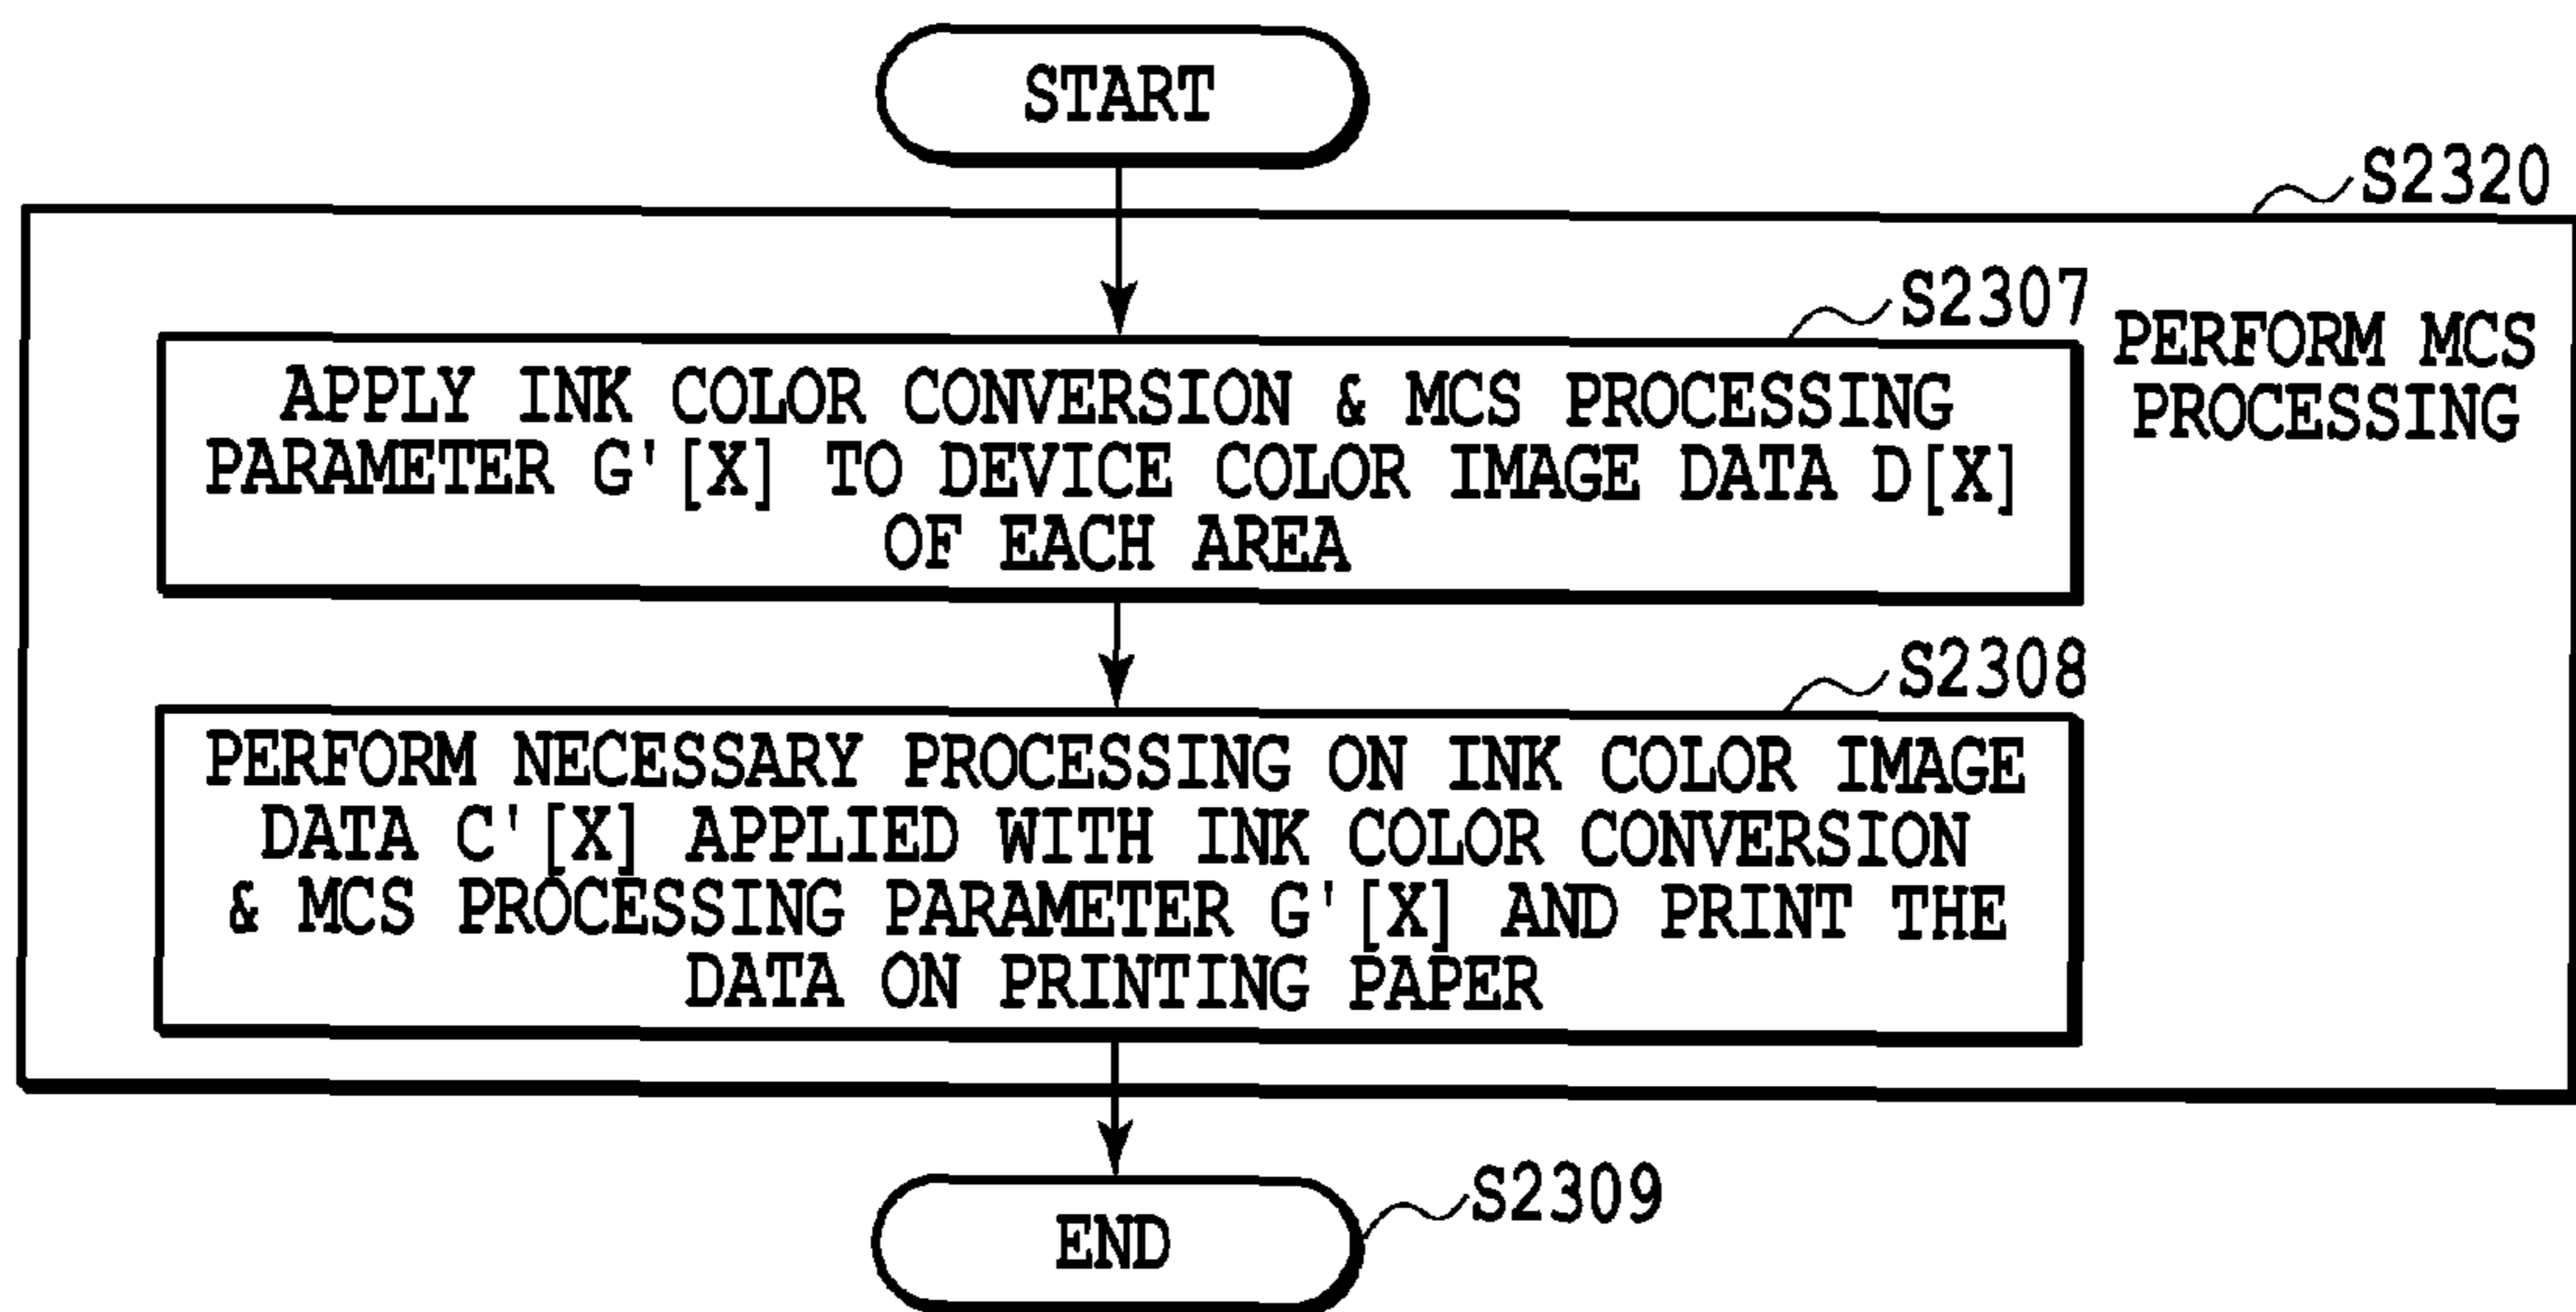 START
S2320
S2307
PERFORM MCS
PROCESSING
APPLY INK COLOR CONVERSION & MCS PROCESSING
PARAMETER G'[X] TO DEVICE COLOR IMAGE DATA D[X]
OF EACH AREA
S2308
PERFORM NECESSARY PROCESSING ON INK COLOR IMAGE
DATA C'[X] APPLIED WITH INK COLOR CONVERSION
& MCS PROCESSING PARAMETER G'[X] AND PRINT THE
DATA ON PRINTING PAPER
S2309
END